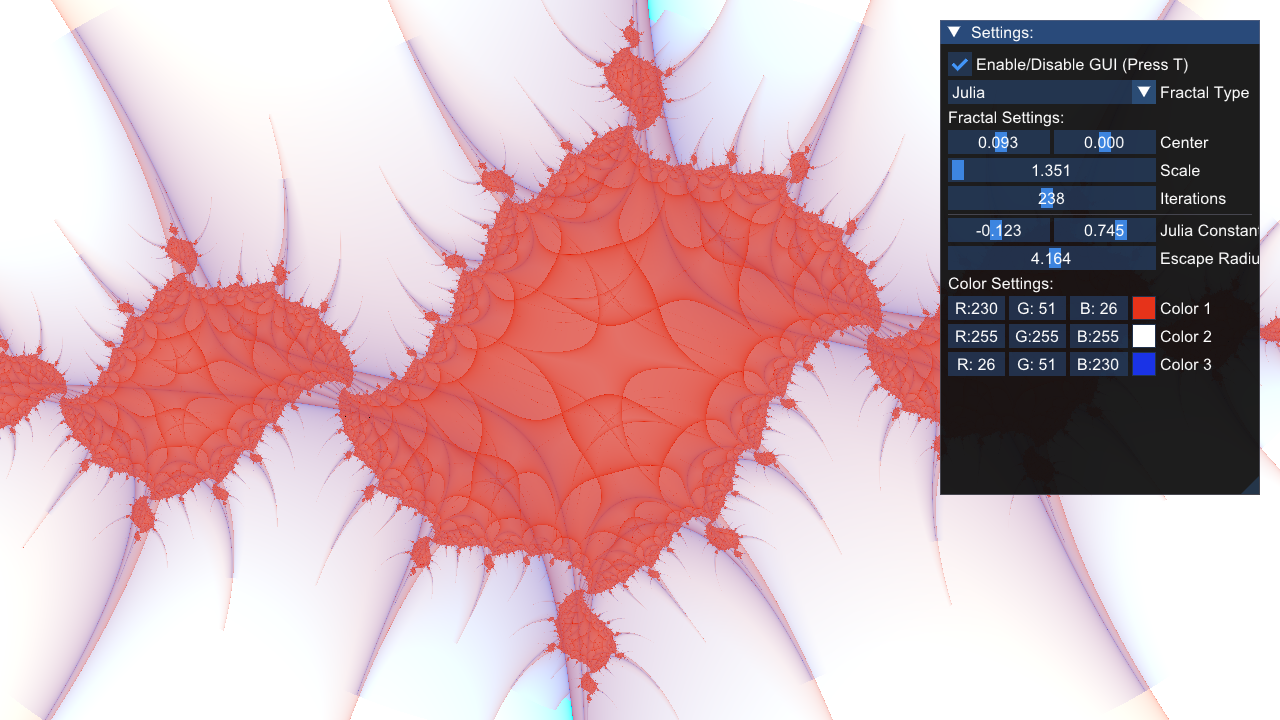 Settings:
Enable/Disable GUI (Press T)
Julia Fractal Type
Fractal Settings:
0.093 0.000 Center
1.351 Scale
238 Iterations
-0.123 0.745 Julia Constan
4.164 Escape Radiu
Color Settings:
R:230 G: 51 B: 26 Color 1
R:255 G:255 B:255 Color 2
R: 26 G: 51 B:230 Color 3